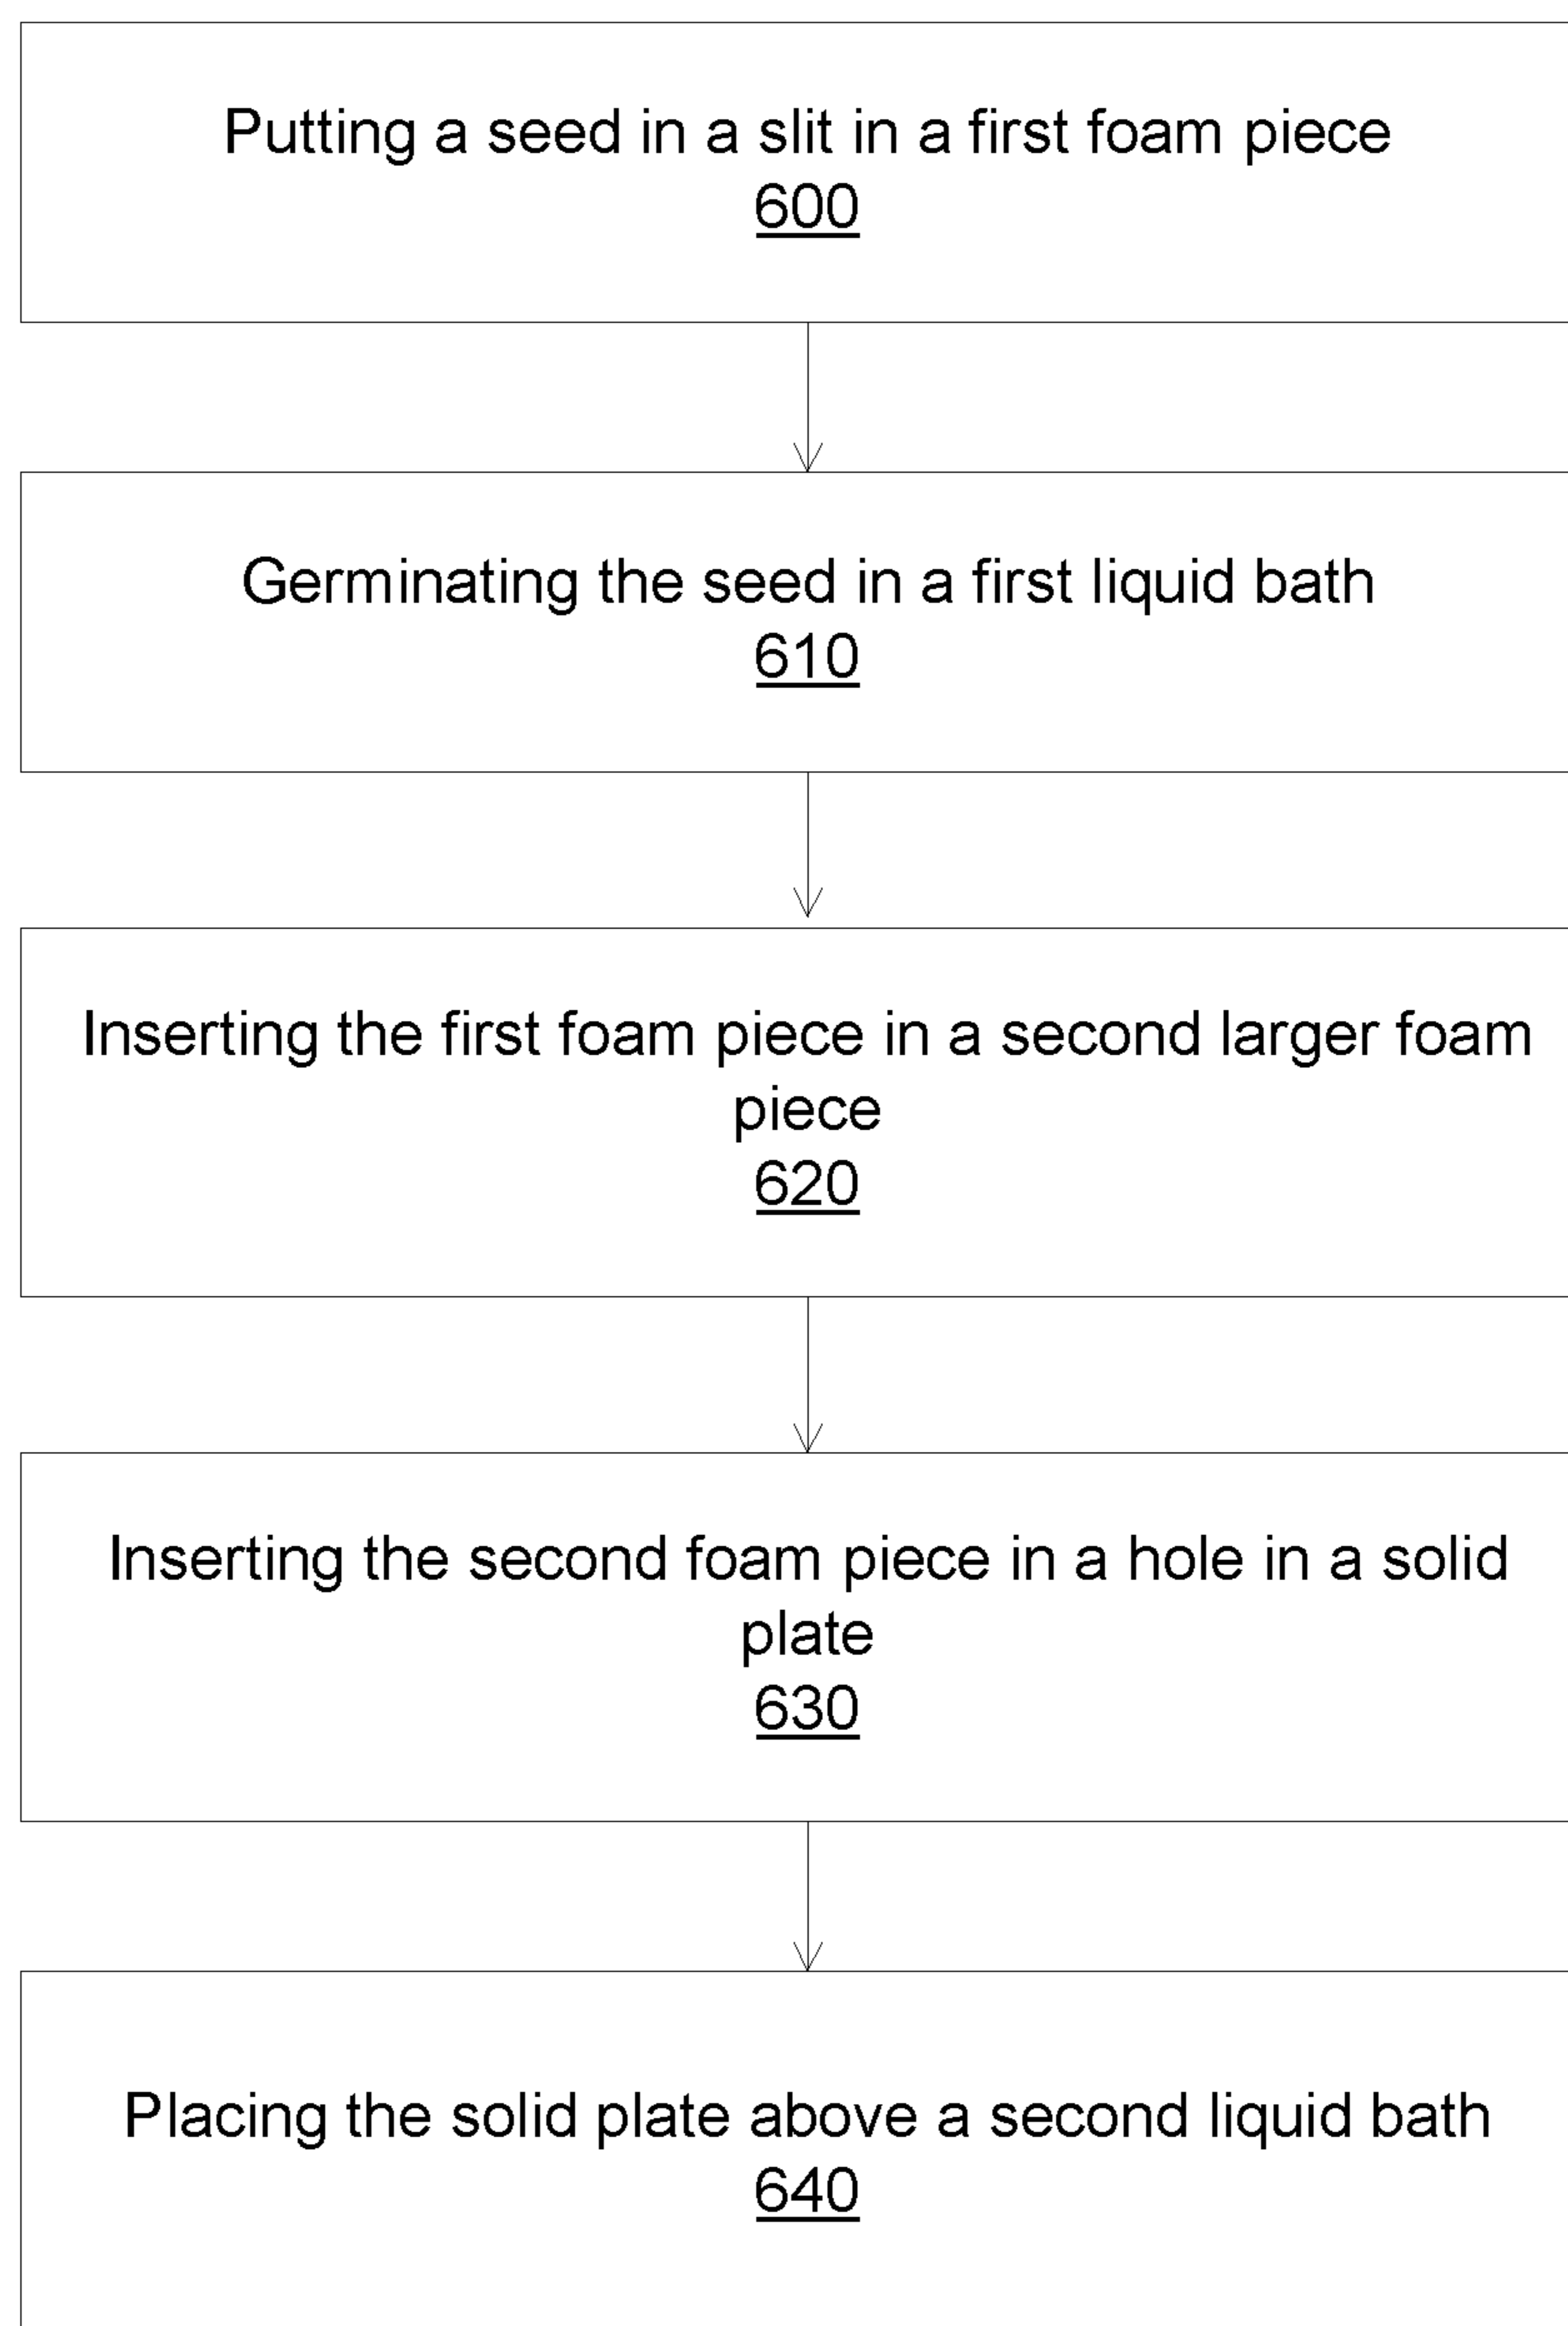 Putting a seed in a slit in a first foam piece
600
Germinating the seed in a first liquid bath
610
Inserting the first foam piece in a second larger foam
piece
620
Inserting the second foam piece in a hole in a solid
plate
630
Placing the solid plate above a second liquid bath
640